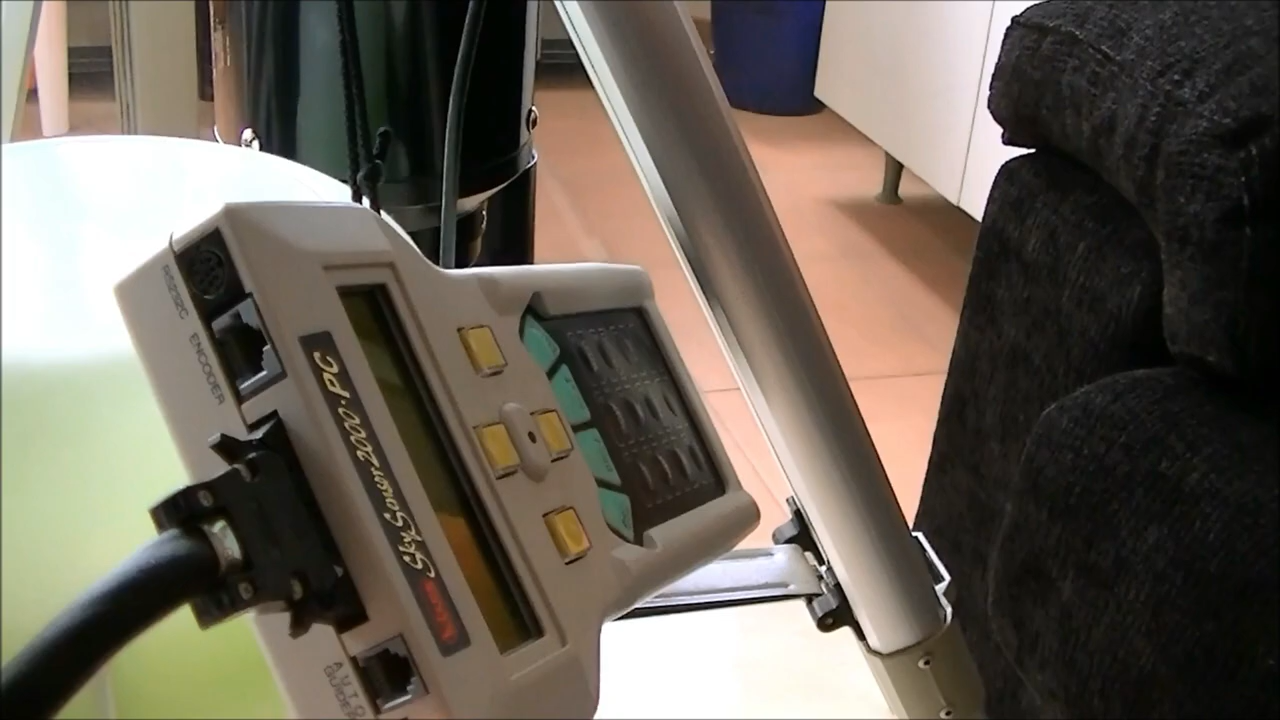 RS232C
ENCODER
Vixen SkySensor2000·PC
AUTO
GUIDER